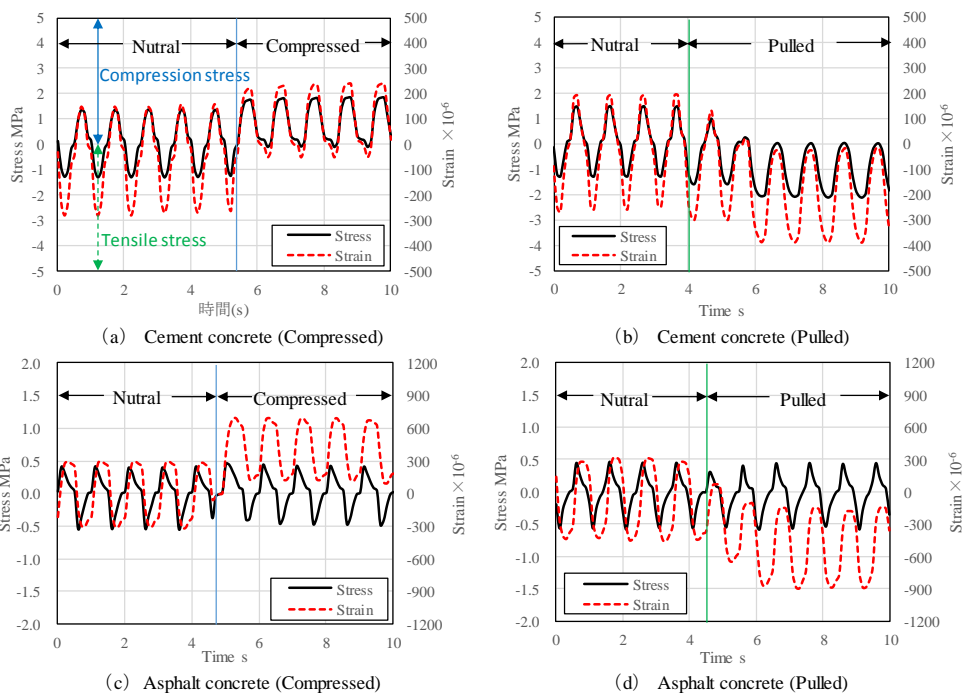 Nutral
Compressed
Compression stress
Tensile stress
Stress
Strain
Stress MPa
Strain ×10-6
5
4
3
2
1
0
-1
-2
-3
-4
-5
500
400
300
200
100
0
-100
-200
-300
-400
-500
0 2 4 6 8 10
時間(s)
(a) Cement concrete (Compressed)
Nutral
Pulled
Stress
Strain
Stress MPa
Strain ×10-6
5
4
3
2
1
0
-1
-2
-3
-4
-5
500
400
300
200
100
0
-100
-200
-300
-400
-500
0 2 4 6 8 10
Time s
(b) Cement concrete (Pulled)
Nutral
Compressed
Stress
Strain
Stress MPa
Strain ×10-6
2.0
1.5
1.0
0.5
0.0
-0.5
-1.0
-1.5
-2.0
1200
900
600
300
0
-300
-600
-900
-1200
0 2 4 6 8 10
Time s
(c) Asphalt concrete (Compressed)
Nutral
Pulled
Stress
Strain
Stress MPa
Strain ×10-6
2.0
1.5
1.0
0.5
0.0
-0.5
-1.0
-1.5
-2.0
1200
900
600
300
0
-300
-600
-900
-1200
0 2 4 6 8 10
Time s
(d) Asphalt concrete (Pulled)